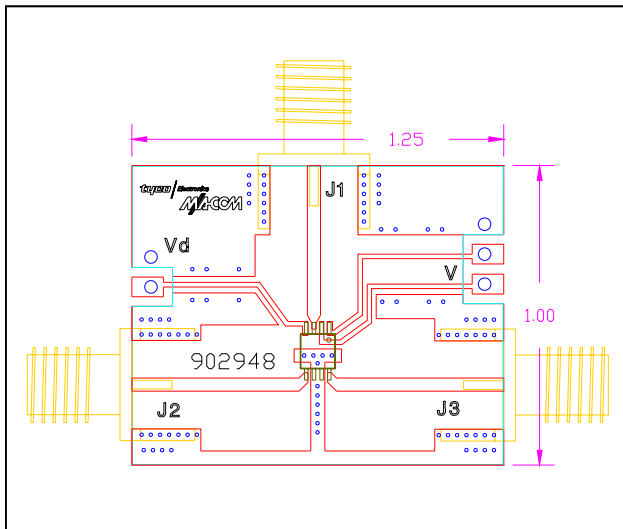 1.25
J1
tyco / Electronics
M/A-COM
Vd
V
1.00
902948
J2
J3